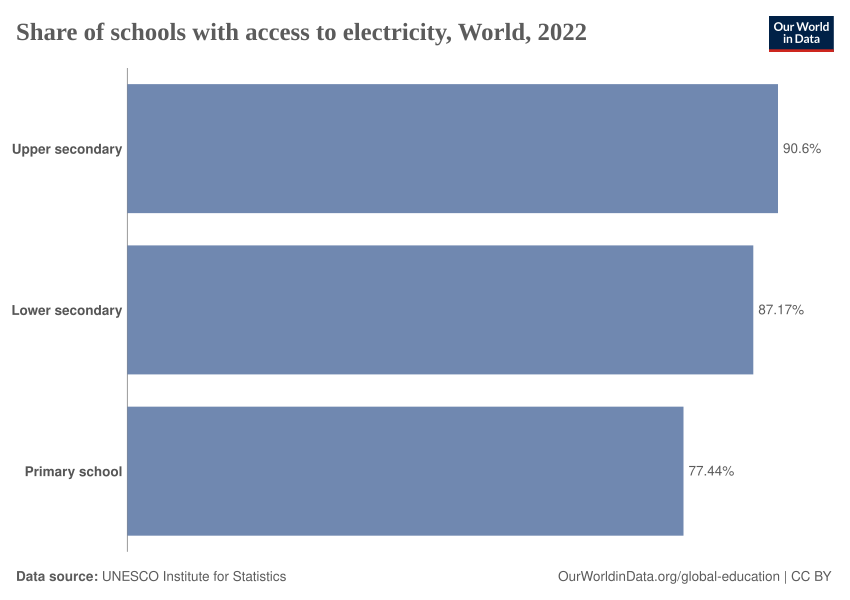 Share of schools with access to electricity, World, 2022
Our World
in Data
Upper secondary
90.6%
Lower secondary
87.17%
Primary school
77.44%
Data source: UNESCO Institute for Statistics
OurWorldinData.org/global-education | CC BY